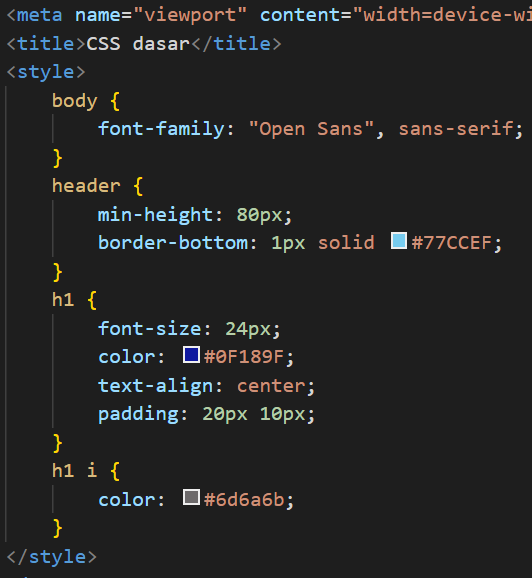 <meta name="viewport" content="width=device-wi
<title>CSS dasar</title>
<style>
    body {
        font-family: "Open Sans", sans-serif;
    }
    header {
        min-height: 80px;
        border-bottom: 1px solid #77CCEF;
    }
    h1 {
        font-size: 24px;
        color: #0F189F;
        text-align: center;
        padding: 20px 10px;
    }
    h1 i {
        color: #6d6a6b;
    }
</style>